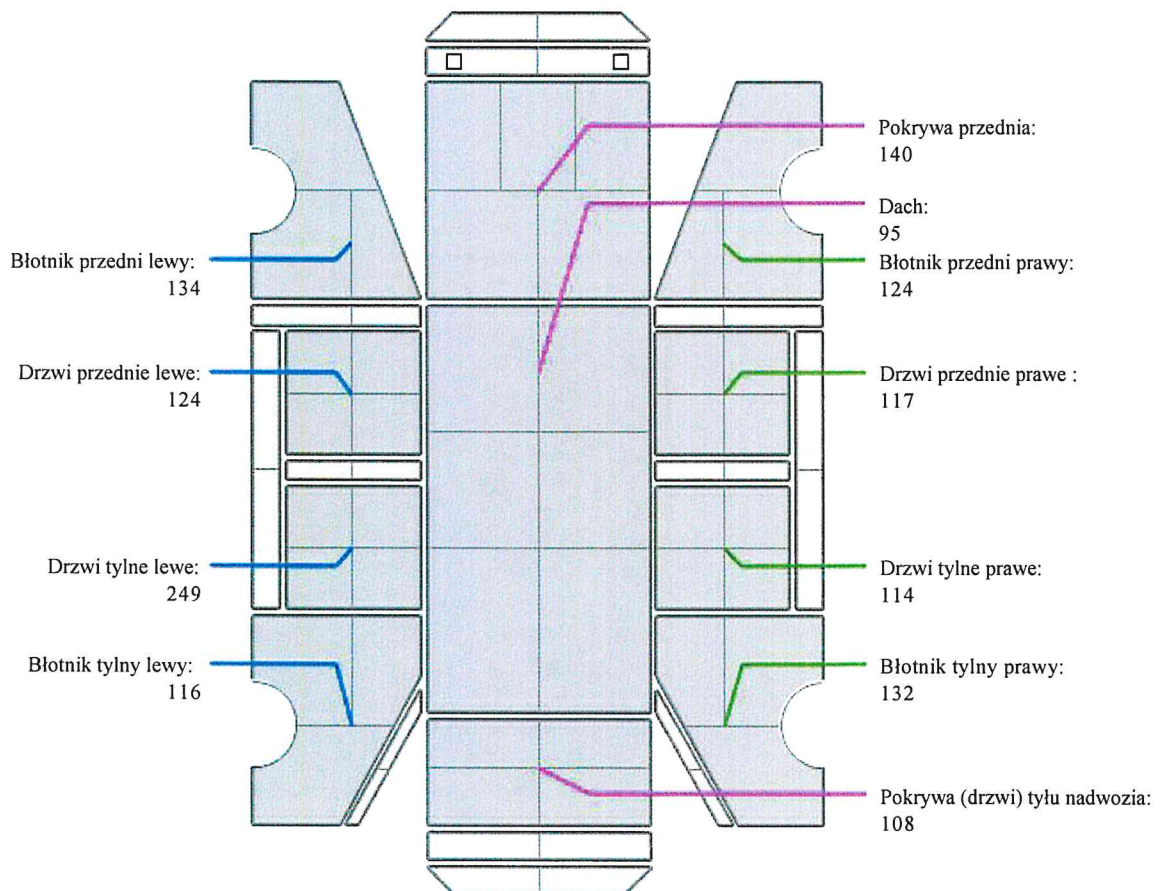 Pokrywa przednia:
140
Dach:
95
Błotnik przedni lewy:
134
Błotnik przedni prawy:
124
Drzwi przednie lewe:
124
Drzwi przednie prawe :
117
Drzwi tylne lewe:
249
Drzwi tylne prawe:
114
Błotnik tylny lewy:
116
Błotnik tylny prawy:
132
Pokrywa (drzwi) tyłu nadwozia:
108